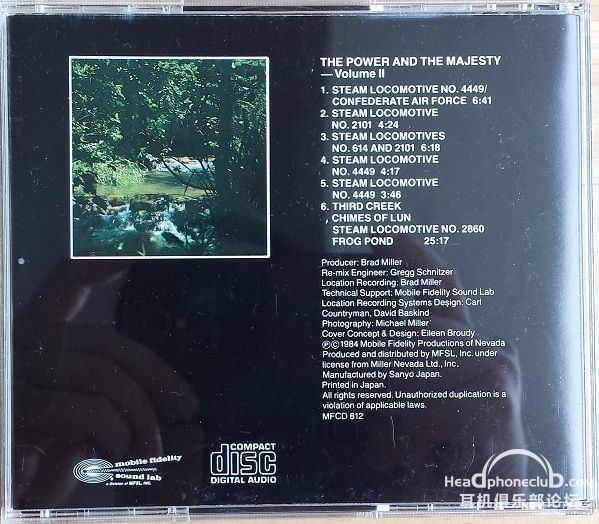 THE POWER AND THE MAJESTY
—Volume II
1. STEAM LOCOMOTIVE NO. 4449/
CONFEDERATE AIR FORCE 6:41
2. STEAM LOCOMOTIVE
NO. 2101 4:24
3. STEAM LOCOMOTIVES
NO. 614 AND 2101 6:18
4. STEAM LOCOMOTIVE
NO. 4449 4:17
5. STEAM LOCOMOTIVE
NO. 4449 3:46
6. THIRD CREEK
, CHIMES OF LUN
STEAM LOCOMOTIVE NO. 2860
FROG POND 25:17
Producer: Brad Miller
Re-mix Engineer: Gregg Schnitzer
Location Recording: Brad Miller
Technical Support: Mobile Fidelity Sound Lab
Location Recording Systems Design: Carl
Countryman, David Baskind
Photography: Michael Miller
Cover Concept & Design: Eileen Broudy
Ⓟ©1984 Mobile Fidelity Productions of Nevada
Produced and distributed by MFSL, Inc. under
license from Miller Nevada Ltd., Inc.
Manufactured by Sanyo Japan.
Printed in Japan.
All rights reserved. Unauthorized duplication is a
violation of applicable laws.
MFCD 812
mobile fidelity
sound lab
a division of MFSL, INC.
COMPACT
disc
DIGITAL AUDIO
HeadphoneclubD.com
耳机俱乐部论坛